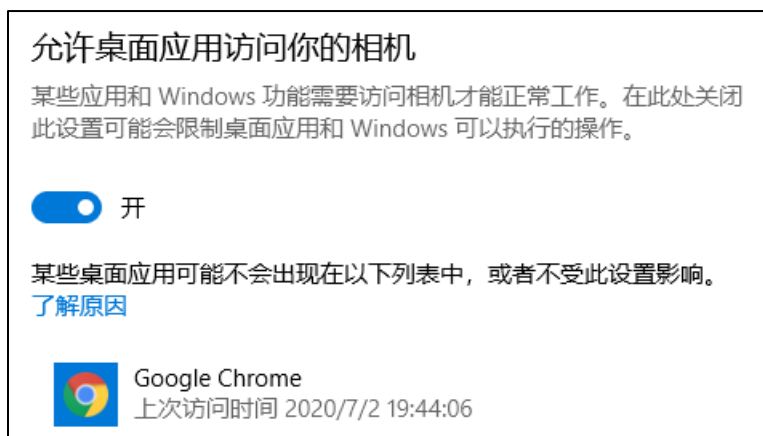 允许桌面应用访问你的相机
某些应用和 Windows 功能需要访问相机才能正常工作。在此处关闭
此设置可能会限制桌面应用和 Windows 可以执行的操作。
开
某些桌面应用可能不会出现在以下列表中，或者不受此设置影响。
了解原因
Google Chrome
上次访问时间 2020/7/2 19:44:06